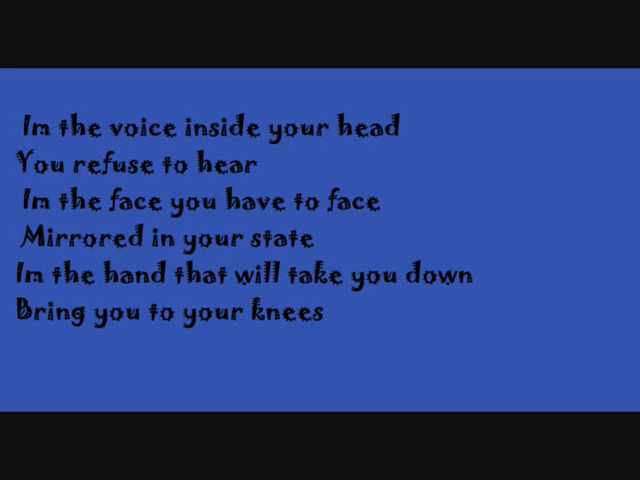 Im the voice inside your head
You refuse to hear
Im the face you have to face
Mirrored in your state
Im the hand that will take you down
Bring you to your knees